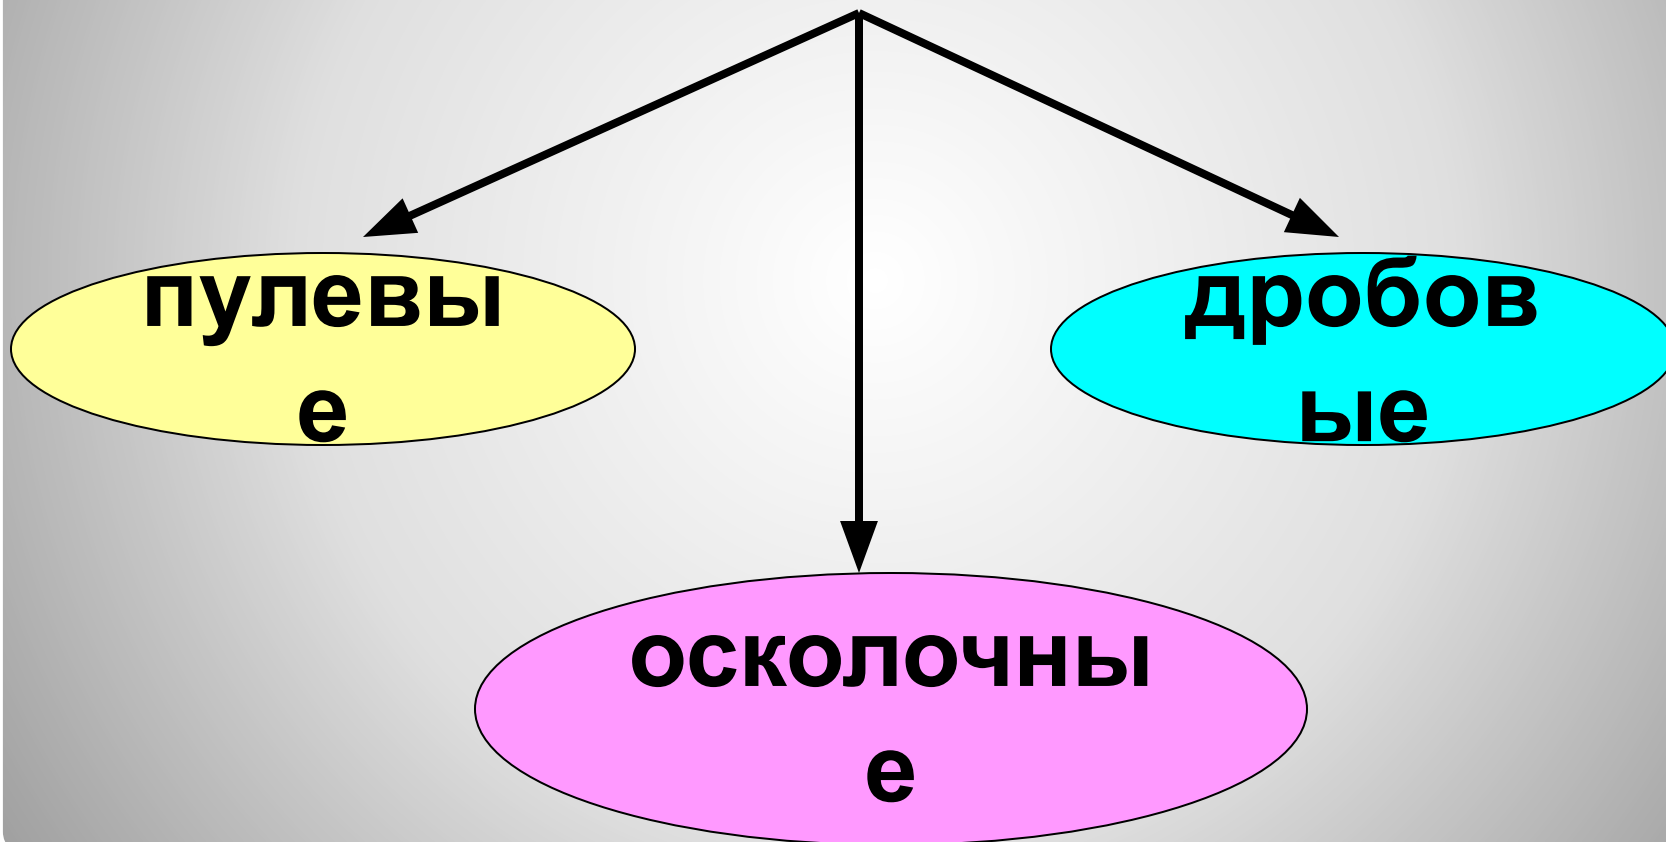 пулевы
е
дробов
ые
осколочны
е